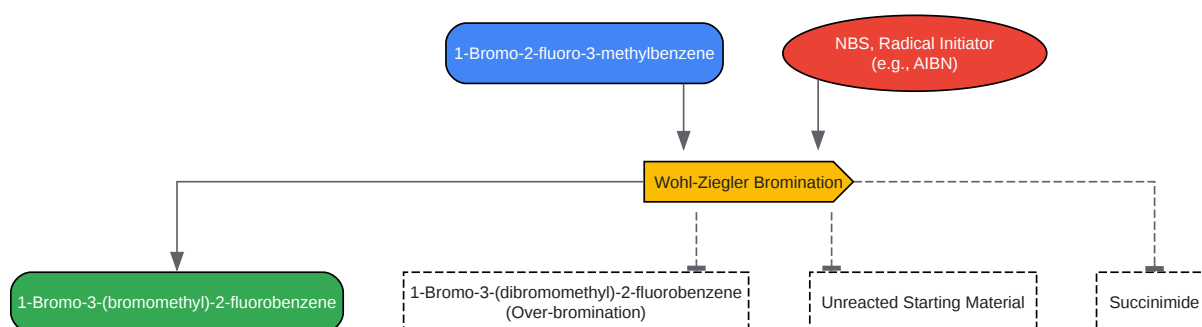 1-Bromo-2-fluoro-3-methylbenzene
NBS, Radical Initiator
(e.g., AIBN)
Wohl-Ziegler Bromination
1-Bromo-3-(bromomethyl)-2-fluorobenzene
1-Bromo-3-(dibromomethyl)-2-fluorobenzene
(Over-bromination)
Unreacted Starting Material
Succinimide